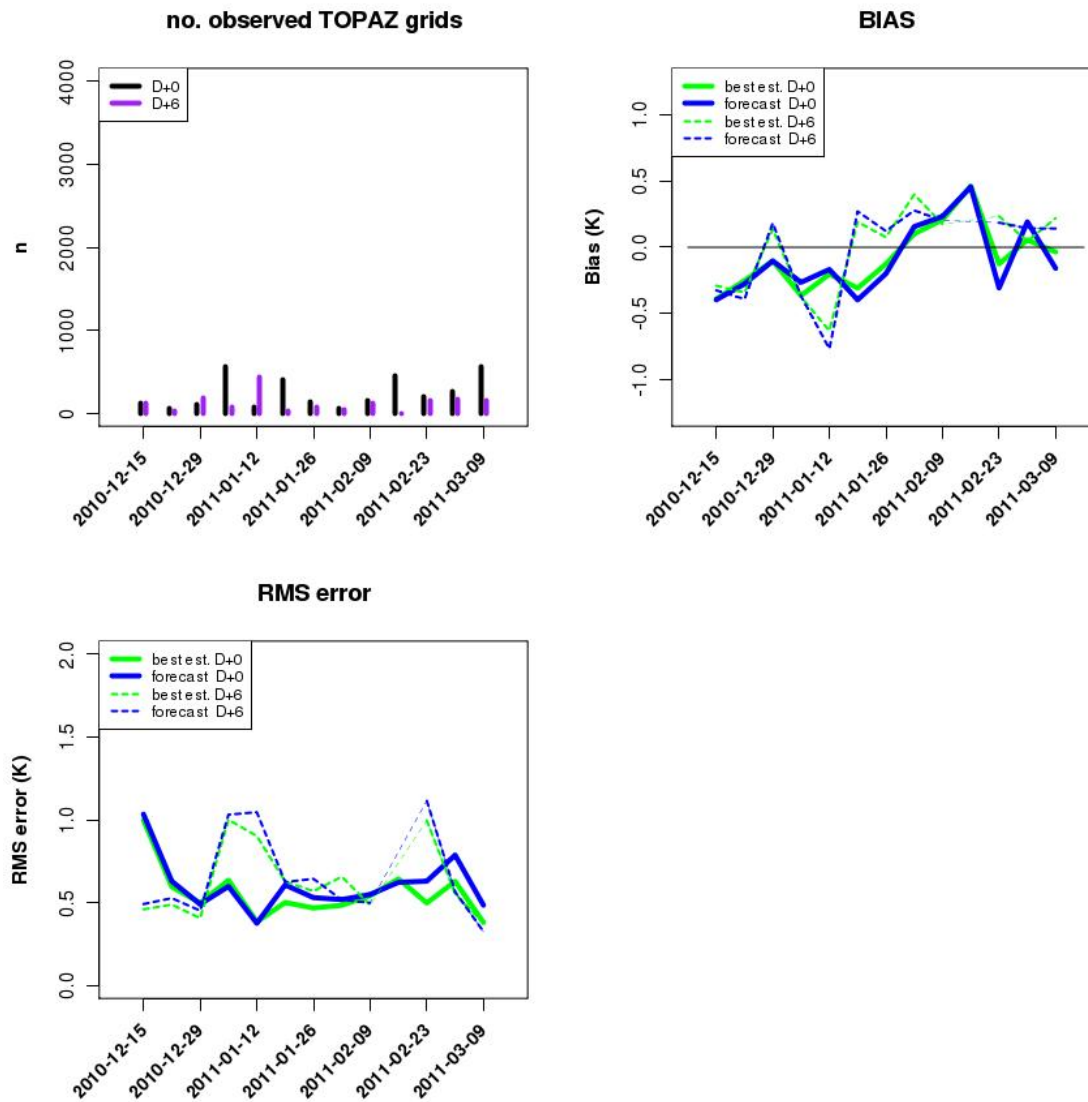 no. observed TOPAZ grids
D+0
D+6
n
4000
3000
2000
1000
0
2010-12-15
2010-12-29
2011-01-12
2011-01-26
2011-02-09
2011-02-23
2011-03-09
BIAS
best est. D+0
forecast D+0
best est. D+6
forecast D+6
Bias (K)
1.0
0.5
0.0
-0.5
-1.0
2010-12-15
2010-12-29
2011-01-12
2011-01-26
2011-02-09
2011-02-23
2011-03-09
RMS error
best est. D+0
forecast D+0
best est. D+6
forecast D+6
RMS error (K)
2.0
1.5
1.0
0.5
0.0
2010-12-15
2010-12-29
2011-01-12
2011-01-26
2011-02-09
2011-02-23
2011-03-09